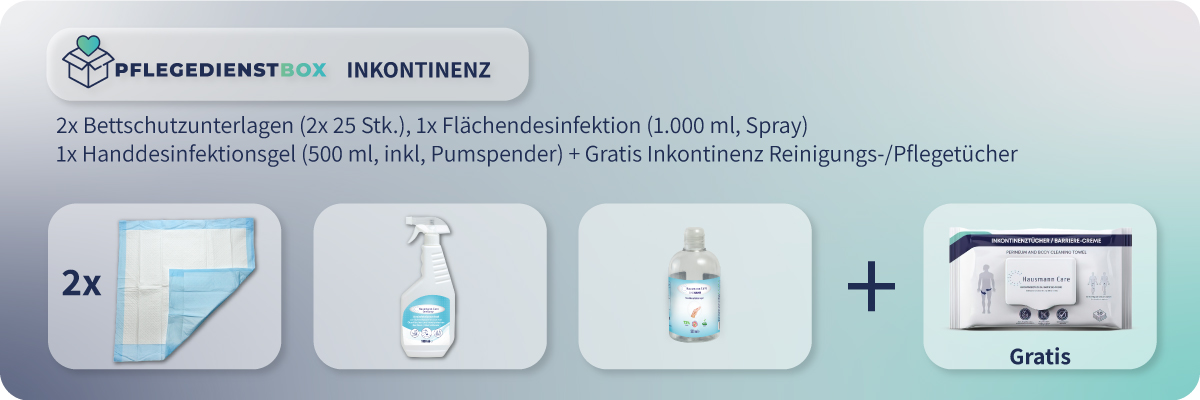 PFLEGEDIENSTBOX INKONTINENZ
2x Bettschutzunterlagen (2x 25 Stk.), 1x Flächendesinfektion (1.000 ml, Spray)
1x Handdesinfektionsgel (500 ml, inkl, Pumspender) + Gratis Inkontinenz Reinigungs-/Pflegetücher
2x
+
INKONTINENZTÜCHER / BARRIERE-CREME
PERINEUM AND BODY CLEANING TOWEL
Hausmann Care
Gratis